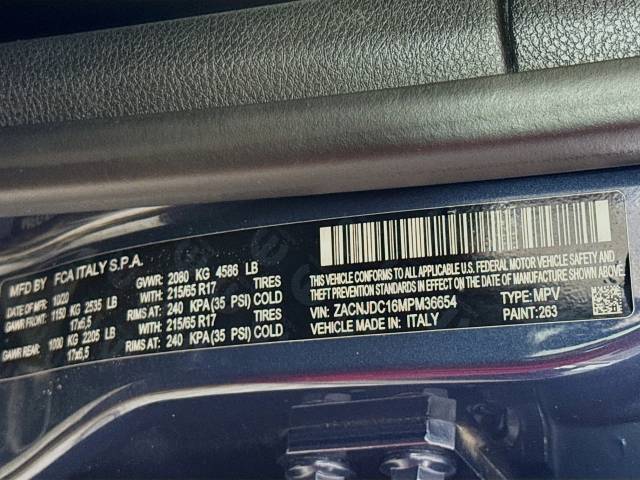 MFD BY FCA ITALY S.P.A.
DATE OF MFR 10/20 GVWR: 2080 KG 4586 LB
GAWR FRONT: 1150 KG 2535 LB 215/65 R17 TIRES
17x6,5 RIMS AT: 240 KPA (35 PSI) COLD
GAWR REAR: 1000 KG 2205 LB 215/65 R17 TIRES
17x6,5 RIMS AT: 240 KPA (35 PSI) COLD
THIS VEHICLE CONFORMS TO ALL APPLICABLE
FEDERAL MOTOR VEHICLE SAFETY, BUMPER, AND
THEFT PREVENTION STANDARDS IN EFFECT
ON THE DATE OF MANUFACTURE SHOWN ABOVE.
VIN: ZACNJDC16MPM36654 TYPE: MPV
VEHICLE MADE IN: ITALY PAINT: 263